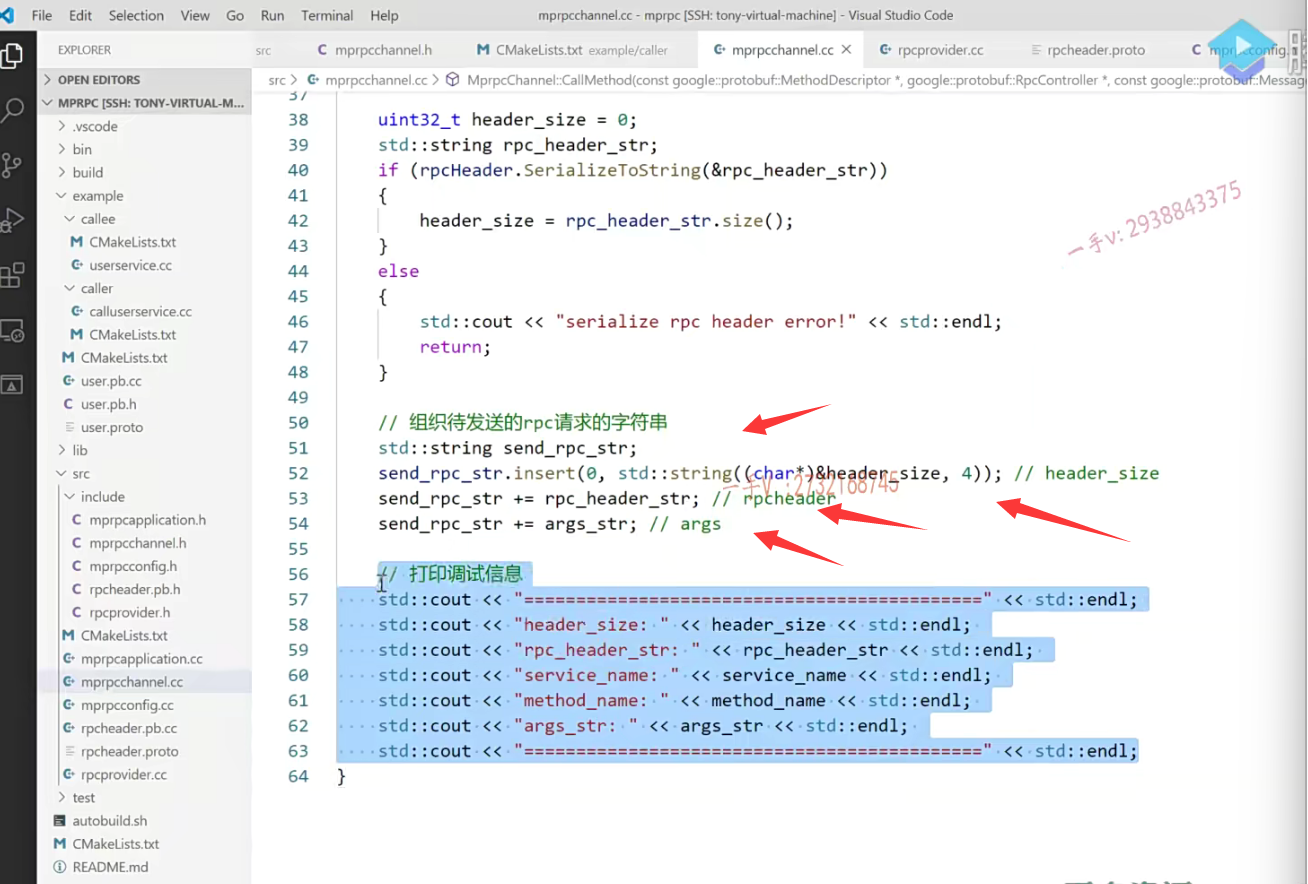 File Edit Selection View Go Run Terminal Help mprpcchannel.cc - mprpc [SSH: tony-virtual-machine] - Visual Studio Code
EXPLORER
src mprpcchannel.h CMakeLists.txt example/caller mprpcchannel.cc rpcprovider.cc rpcheader.proto mprpcconfig.h
OPEN EDITORS
MPRPC [SSH: TONY-VIRTUAL-M...
.vscode
bin
build
example
callee
CMakeLists.txt
userservice.cc
caller
calluserservice.cc
CMakeLists.txt
CMakeLists.txt
user.pb.cc
user.pb.h
user.proto
lib
src
include
mprpcapplication.h
mprpcchannel.h
mprpcconfig.h
rpcheader.pb.h
rpcprovider.h
CMakeLists.txt
mprpcapplication.cc
mprpcchannel.cc
mprpcconfig.cc
rpcheader.pb.cc
rpcheader.proto
rpcprovider.cc
test
autobuild.sh
CMakeLists.txt
README.md
src > mprpcchannel.cc > MprpcChannel::CallMethod(const google::protobuf::MethodDescriptor *, google::protobuf::RpcController *, const google::protobuf::Message
37
38 uint32_t header_size = 0;
39 std::string rpc_header_str;
40 if (rpcHeader.SerializeToString(&rpc_header_str))
41 {
42 header_size = rpc_header_str.size();
43 }
44 else
45 {
46 std::cout << "serialize rpc header error!" << std::endl;
47 return;
48 }
49
50 // 组织待发送的rpc请求的字符串
51 std::string send_rpc_str;
52 send_rpc_str.insert(0, std::string((char*)&header_size, 4)); // header_size
53 send_rpc_str += rpc_header_str; // rpcheader
54 send_rpc_str += args_str; // args
55
56 // 打印调试信息
57 std::cout << "============================================" << std::endl;
58 std::cout << "header_size: " << header_size << std::endl;
59 std::cout << "rpc_header_str: " << rpc_header_str << std::endl;
60 std::cout << "service_name: " << service_name << std::endl;
61 std::cout << "method_name: " << method_name << std::endl;
62 std::cout << "args_str: " << args_str << std::endl;
63 std::cout << "============================================" << std::endl;
64 }
一手v: 2938843375
一手v :2732168745